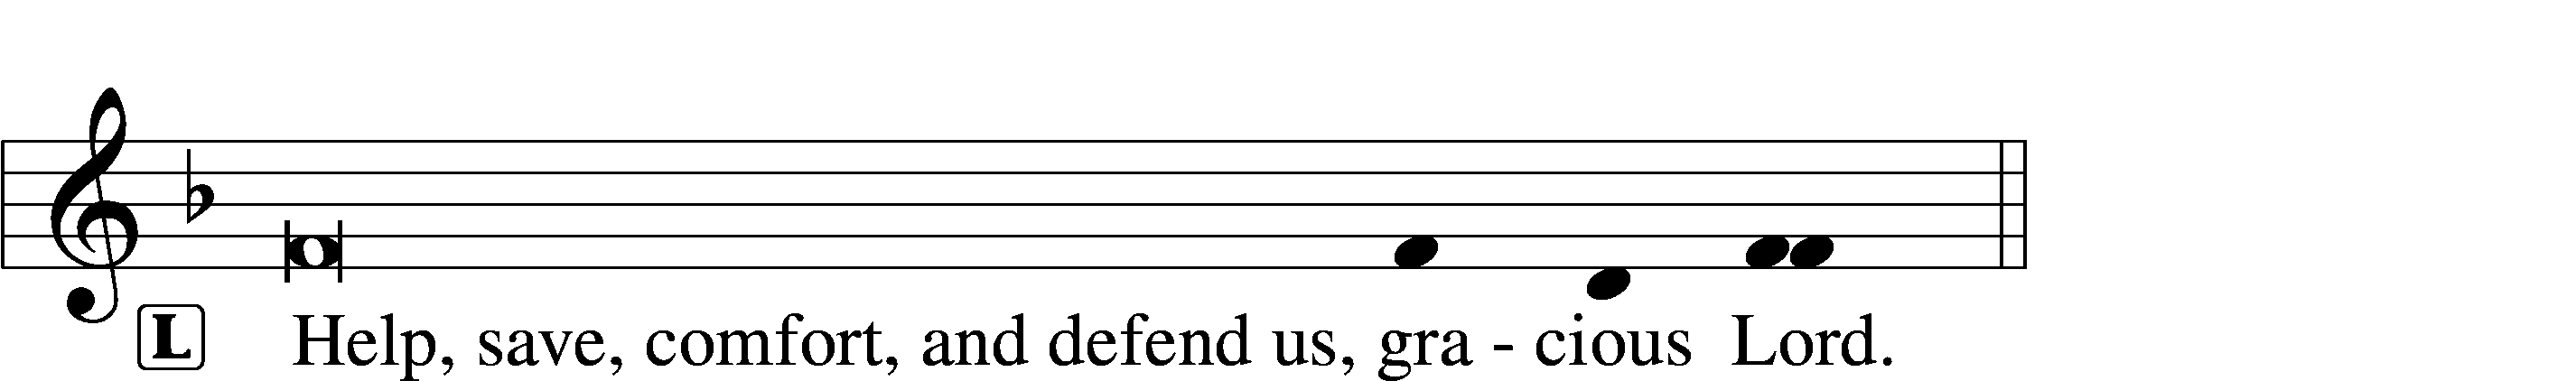 L Help, save, comfort, and defend us, gra - cious Lord.